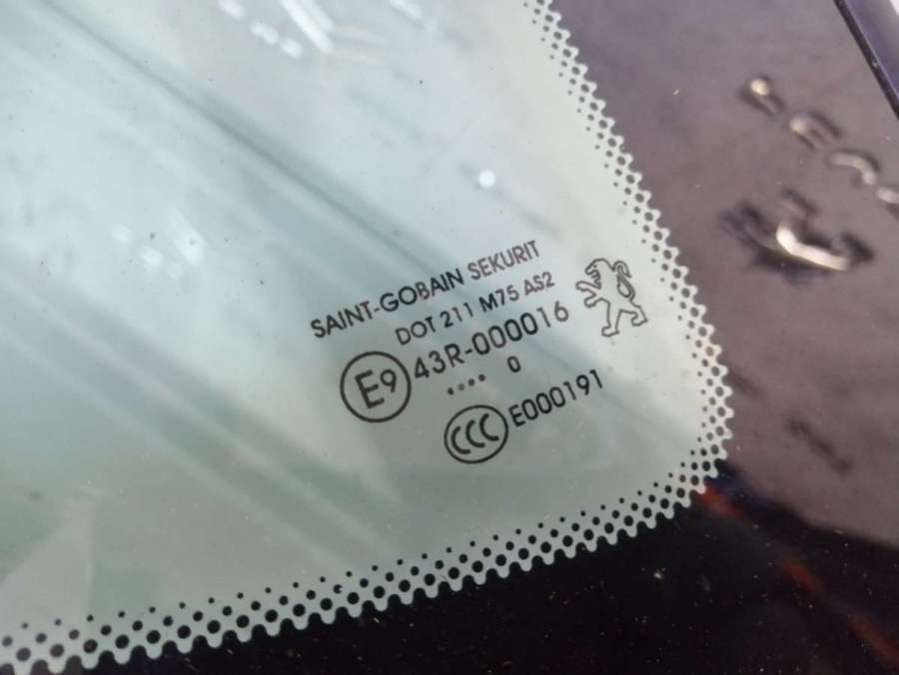 SAINT-GOBAIN SEKURIT
DOT 211 M75 AS2
E9 43R-000016
.... 0
CCC E000191